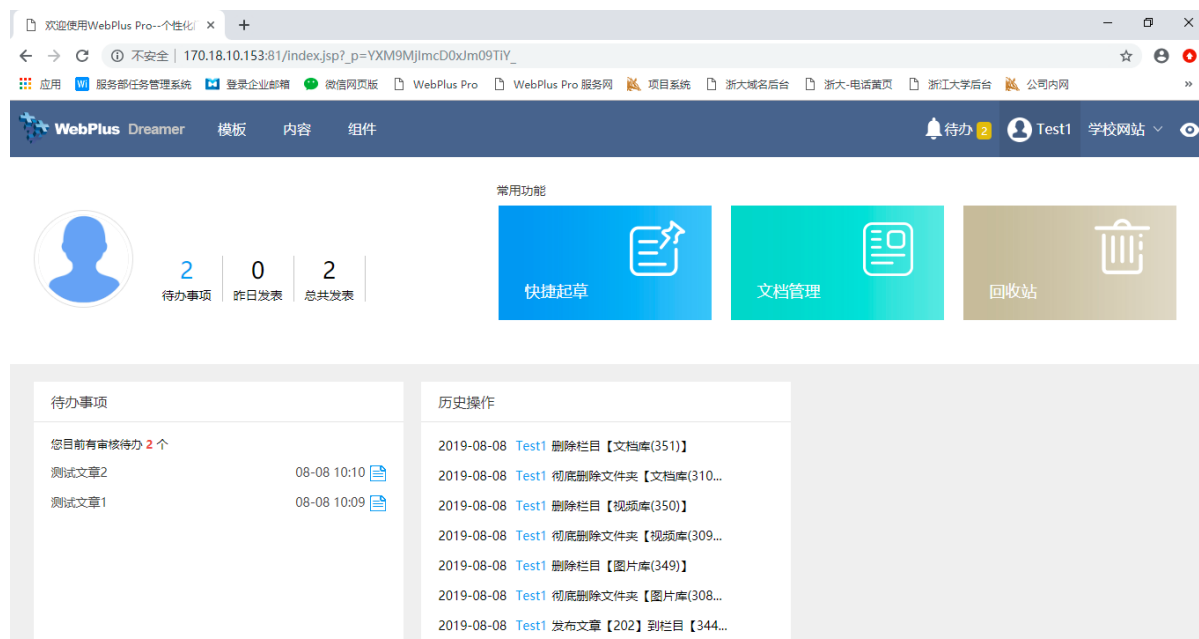 欢迎使用WebPlus Pro--个性化
不安全 | 170.18.10.153:81/index.jsp?_p=YXM9MjImcD0xJm09TiY_
应用 服务部任务管理系统 登录企业邮箱 微信网页版 WebPlus Pro WebPlus Pro 服务网 项目系统 浙大域名后台 浙大-电话黄页 浙江大学后台 公司内网 »
WebPlus Dreamer 模板 内容 组件 待办 2 Test1 学校网站
常用功能
2 0 2
待办事项 昨日发表 总共发表
快捷起草 文档管理 回收站
待办事项
您目前有审核待办 2 个
测试文章2 08-08 10:10
测试文章1 08-08 10:09
历史操作
2019-08-08 Test1 删除栏目【文档库(351)】
2019-08-08 Test1 彻底删除文件夹【文档库(310...
2019-08-08 Test1 删除栏目【视频库(350)】
2019-08-08 Test1 彻底删除文件夹【视频库(309...
2019-08-08 Test1 删除栏目【图片库(349)】
2019-08-08 Test1 彻底删除文件夹【图片库(308...
2019-08-08 Test1 发布文章【202】到栏目【344...